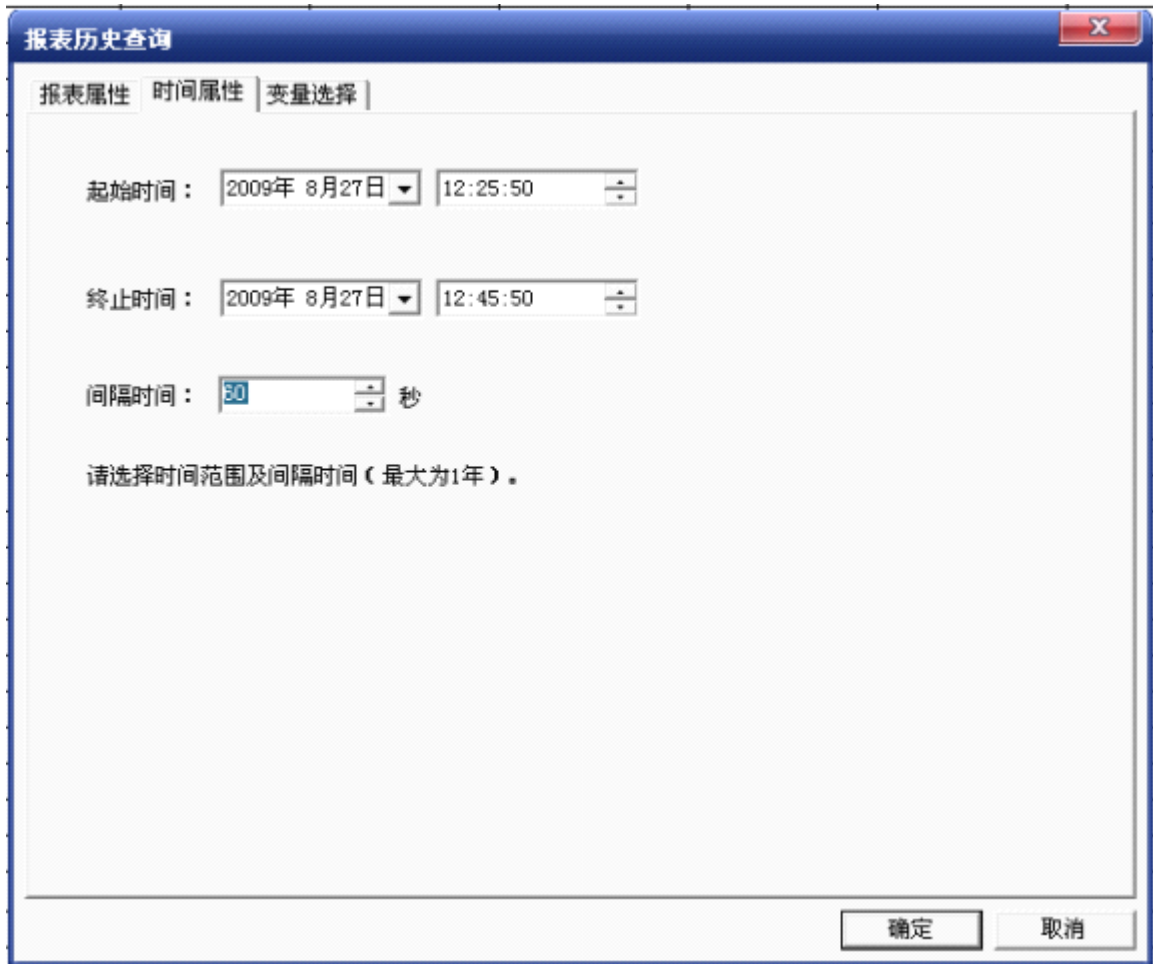 报表历史查询
报表属性 时间属性 变量选择
起始时间： 2009年 8月27日 12:25:50
终止时间： 2009年 8月27日 12:45:50
间隔时间： 60 秒
请选择时间范围及间隔时间（最大为1年）。
确定 取消